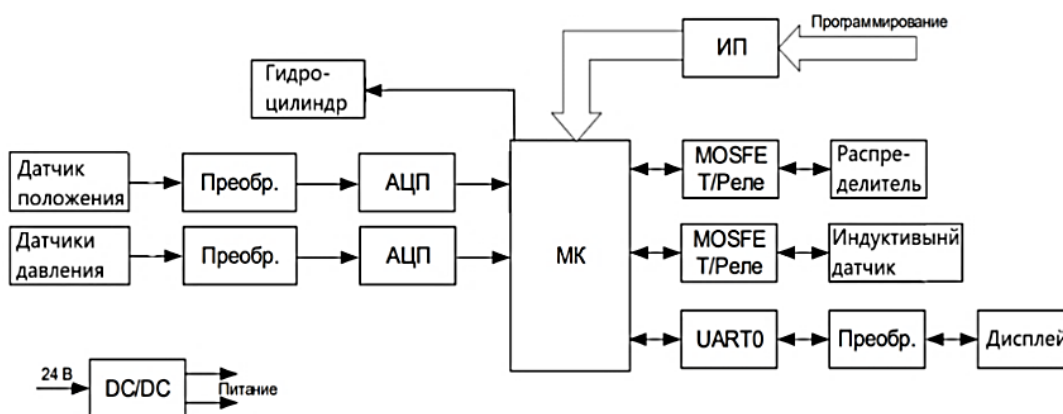 Программирование
ИП
Гидро-
цилиндр
Датчик
положения
Преобр.
АЦП
MOSFE
T/Реле
Распре-
делитель
Датчики
давления
Преобр.
АЦП
МК
MOSFE
T/Реле
Индуктивынй
датчик
UART0
Преобр.
Дисплей
24 В
DC/DC
Питание